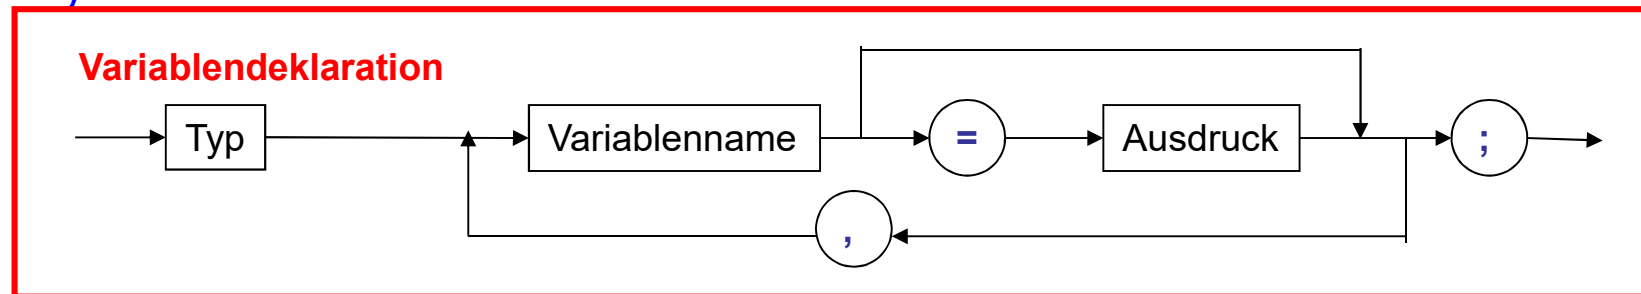 Variablendeklaration
Typ Variablenname = Ausdruck ;
,